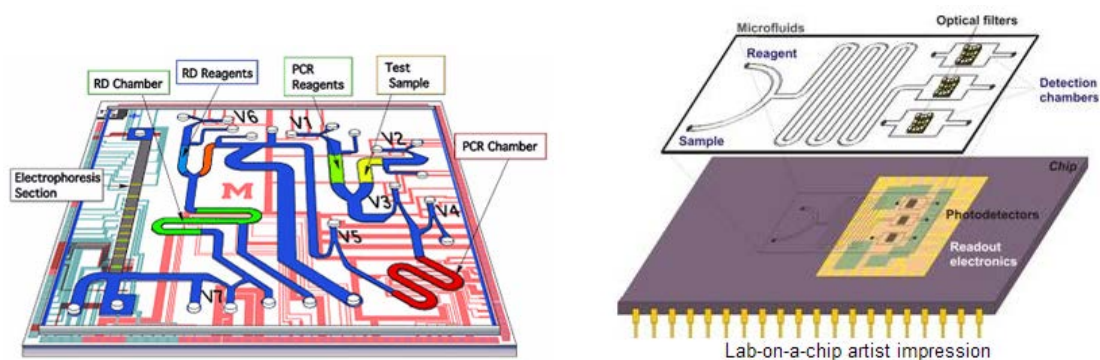 RD Chamber
RD Reagents
PCR
Reagents
Test
Sample
V6
V1
V2
PCR Chamber
Electrophoresis
Section
M
V3
V4
V5
V7
Microfluids
Optical filters
Reagent
Detection
chambers
Sample
Chip
Photodetectors
Readout
electronics
Lab-on-a-chip artist impression